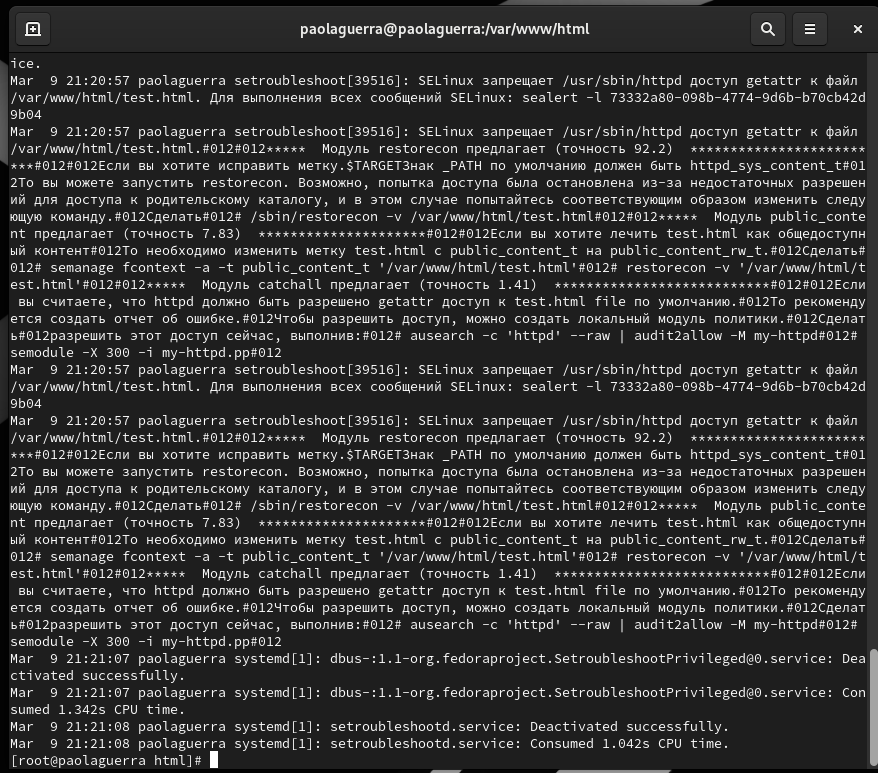 paolaguerra@paolaguerra:/var/www/html
ice.
Mar  9 21:20:57 paolaguerra setroubleshoot[39516]: SELinux запрещает /usr/sbin/httpd доступ getattr к файл
/var/www/html/test.html. Для выполнения всех сообщений SELinux: sealert -l 73332a80-098b-4774-9d6b-b70cb42d
9b04
Mar  9 21:20:57 paolaguerra setroubleshoot[39516]: SELinux запрещает /usr/sbin/httpd доступ getattr к файл
/var/www/html/test.html.#012#012*****  Модуль restorecon предлагает (точность 92.2)  **********************
***#012#012Если вы хотите исправить метку.$TARGETЗнак _PATH по умолчанию должен быть httpd_sys_content_t#01
2То вы можете запустить restorecon. Возможно, попытка доступа была остановлена из-за недостаточных разрешен
ий для доступа к родительскому каталогу, и в этом случае попытайтесь соответствующим образом изменить следу
ющую команду.#012Сделать#012# /sbin/restorecon -v /var/www/html/test.html#012#012*****  Модуль public_conte
nt предлагает (точность 7.83)  *********************#012#012Если вы хотите лечить test.html как общедоступн
ый контент#012То необходимо изменить метку test.html с public_content_t на public_content_rw_t.#012Сделать#
012# semanage fcontext -a -t public_content_t '/var/www/html/test.html'#012# restorecon -v '/var/www/html/t
est.html'#012#012*****  Модуль catchall предлагает (точность 1.41)  ***************************#012#012Если
 вы считаете, что httpd должно быть разрешено getattr доступ к test.html file по умолчанию.#012То рекоменду
ется создать отчет об ошибке.#012Чтобы разрешить доступ, можно создать локальный модуль политики.#012Сделат
ь#012разрешить этот доступ сейчас, выполнив:#012# ausearch -c 'httpd' --raw | audit2allow -M my-httpd#012#
semodule -X 300 -i my-httpd.pp#012
Mar  9 21:20:57 paolaguerra setroubleshoot[39516]: SELinux запрещает /usr/sbin/httpd доступ getattr к файл
/var/www/html/test.html. Для выполнения всех сообщений SELinux: sealert -l 73332a80-098b-4774-9d6b-b70cb42d
9b04
Mar  9 21:20:57 paolaguerra setroubleshoot[39516]: SELinux запрещает /usr/sbin/httpd доступ getattr к файл
/var/www/html/test.html.#012#012*****  Модуль restorecon предлагает (точность 92.2)  **********************
***#012#012Если вы хотите исправить метку.$TARGETЗнак _PATH по умолчанию должен быть httpd_sys_content_t#01
2То вы можете запустить restorecon. Возможно, попытка доступа была остановлена из-за недостаточных разрешен
ий для доступа к родительскому каталогу, и в этом случае попытайтесь соответствующим образом изменить следу
ющую команду.#012Сделать#012# /sbin/restorecon -v /var/www/html/test.html#012#012*****  Модуль public_conte
nt предлагает (точность 7.83)  *********************#012#012Если вы хотите лечить test.html как общедоступн
ый контент#012То необходимо изменить метку test.html с public_content_t на public_content_rw_t.#012Сделать#
012# semanage fcontext -a -t public_content_t '/var/www/html/test.html'#012# restorecon -v '/var/www/html/t
est.html'#012#012*****  Модуль catchall предлагает (точность 1.41)  ***************************#012#012Если
 вы считаете, что httpd должно быть разрешено getattr доступ к test.html file по умолчанию.#012То рекоменду
ется создать отчет об ошибке.#012Чтобы разрешить доступ, можно создать локальный модуль политики.#012Сделат
ь#012разрешить этот доступ сейчас, выполнив:#012# ausearch -c 'httpd' --raw | audit2allow -M my-httpd#012#
semodule -X 300 -i my-httpd.pp#012
Mar  9 21:21:07 paolaguerra systemd[1]: dbus-:1.1-org.fedoraproject.SetroubleshootPrivileged@0.service: Dea
ctivated successfully.
Mar  9 21:21:07 paolaguerra systemd[1]: dbus-:1.1-org.fedoraproject.SetroubleshootPrivileged@0.service: Con
sumed 1.342s CPU time.
Mar  9 21:21:08 paolaguerra systemd[1]: setroubleshootd.service: Deactivated successfully.
Mar  9 21:21:08 paolaguerra systemd[1]: setroubleshootd.service: Consumed 1.042s CPU time.
[root@paolaguerra html]#